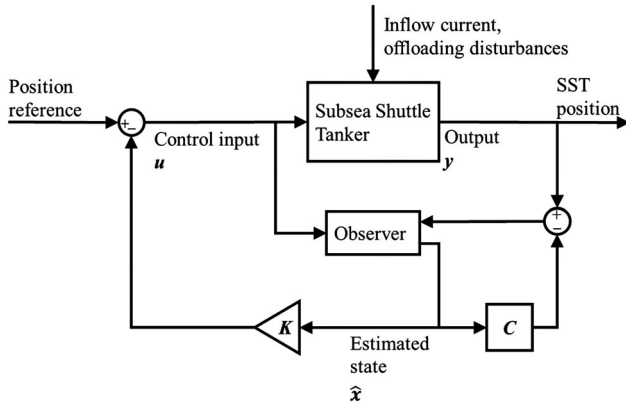 Inflow current,
offloading disturbances
Position
reference
SST
position
Subsea Shuttle
Tanker
+
−
Control input
u
Output
y
+
−
Observer
K
C
Estimated
state
x̂